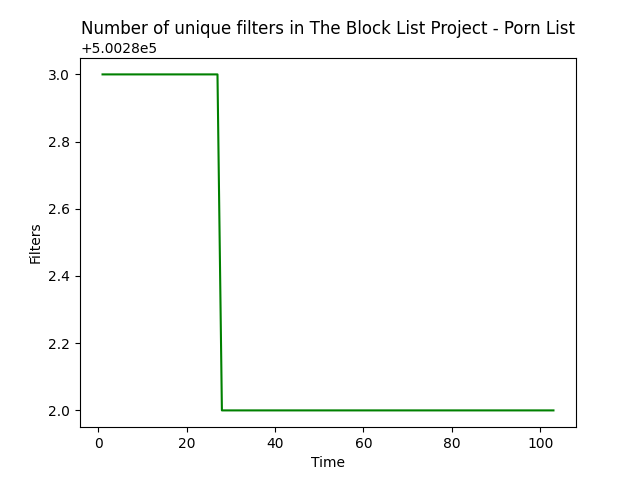 Number of unique filters in The Block List Project - Porn List
+5.0028e5
3.0
2.8
2.6
2.4
2.2
2.0
Filters
0 20 40 60 80 100
Time